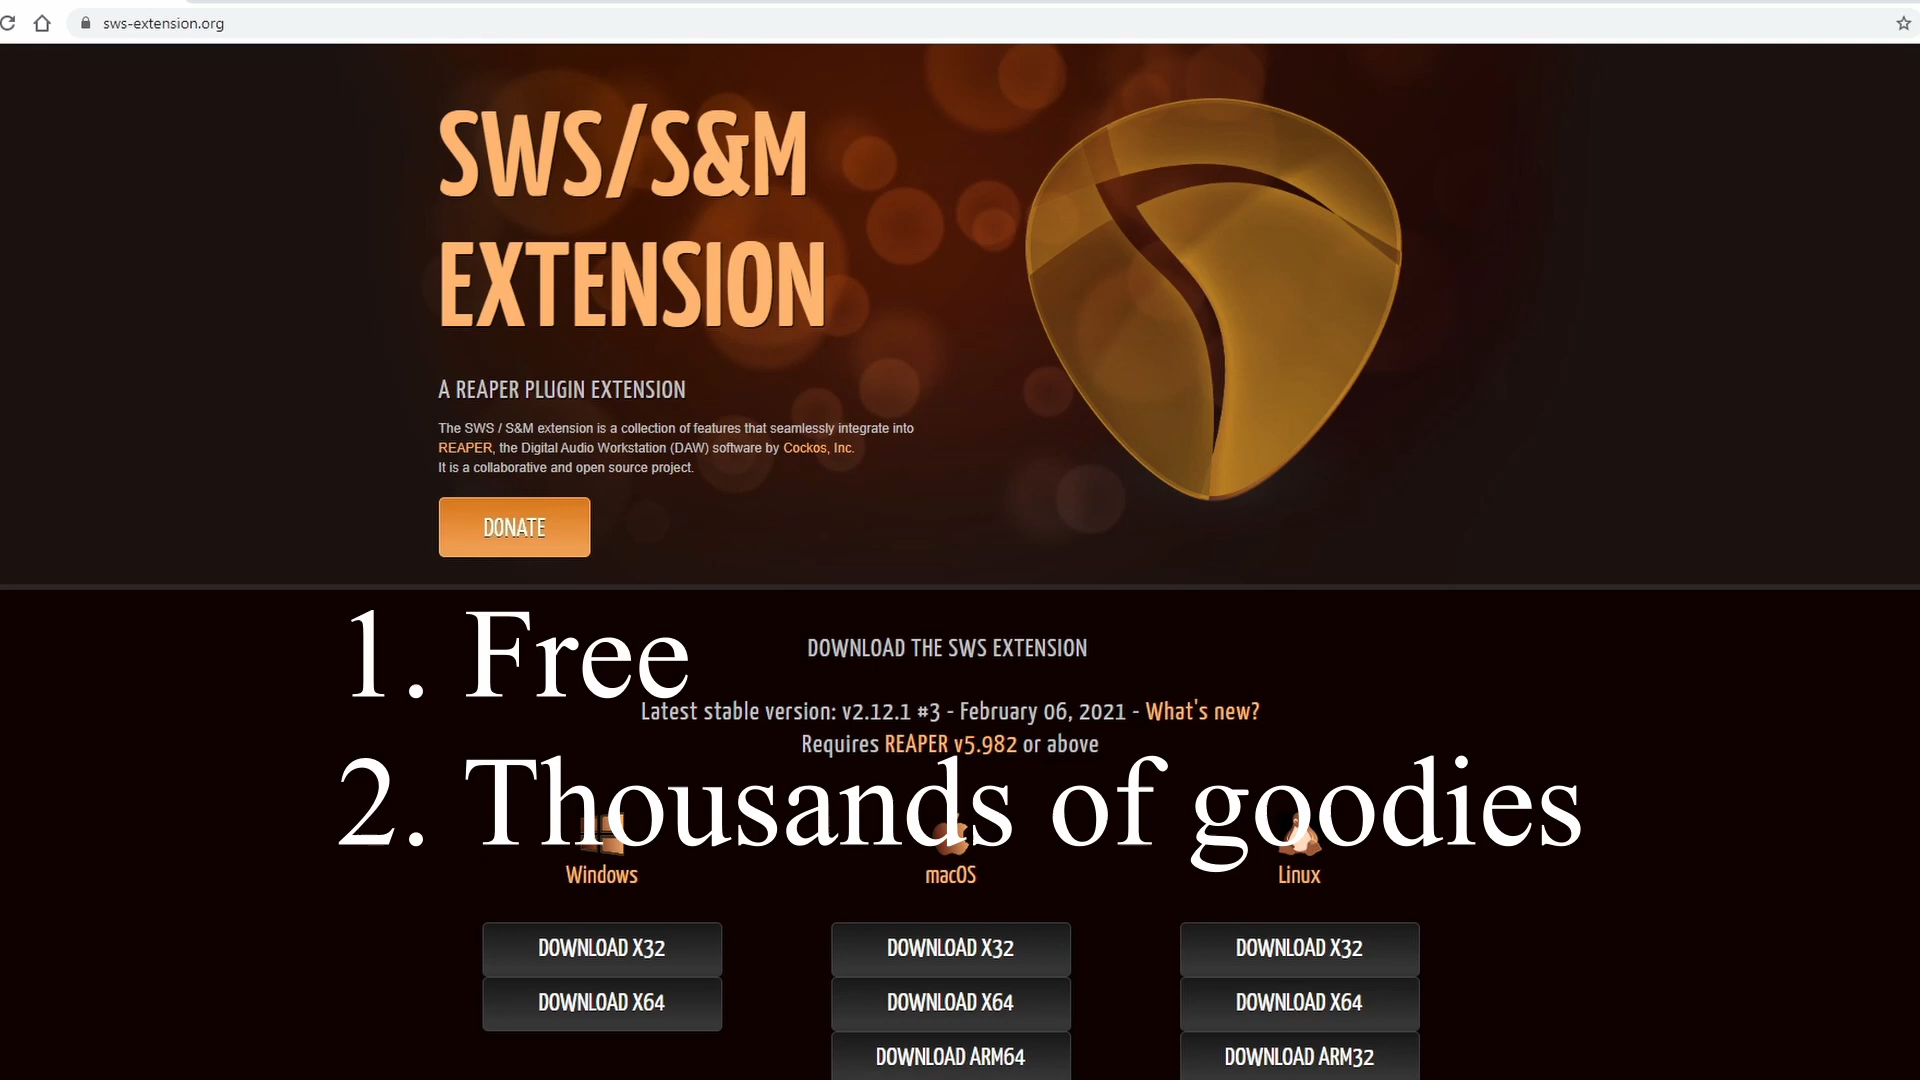 sws-extension.org
SWS/S&M
EXTENSION
A REAPER PLUGIN EXTENSION
The SWS / S&M extension is a collection of features that seamlessly integrate into
REAPER, the Digital Audio Workstation (DAW) software by Cockos, Inc.
It is a collaborative and open source project.
DONATE
1. Free
DOWNLOAD THE SWS EXTENSION
Latest stable version: v2.12.1 #3 - February 06, 2021 - What's new?
Requires REAPER v5.982 or above
2. Thousands of goodies
Windows macOS Linux
DOWNLOAD X32 DOWNLOAD X32 DOWNLOAD X32
DOWNLOAD X64 DOWNLOAD X64 DOWNLOAD X64
DOWNLOAD ARM64 DOWNLOAD ARM32